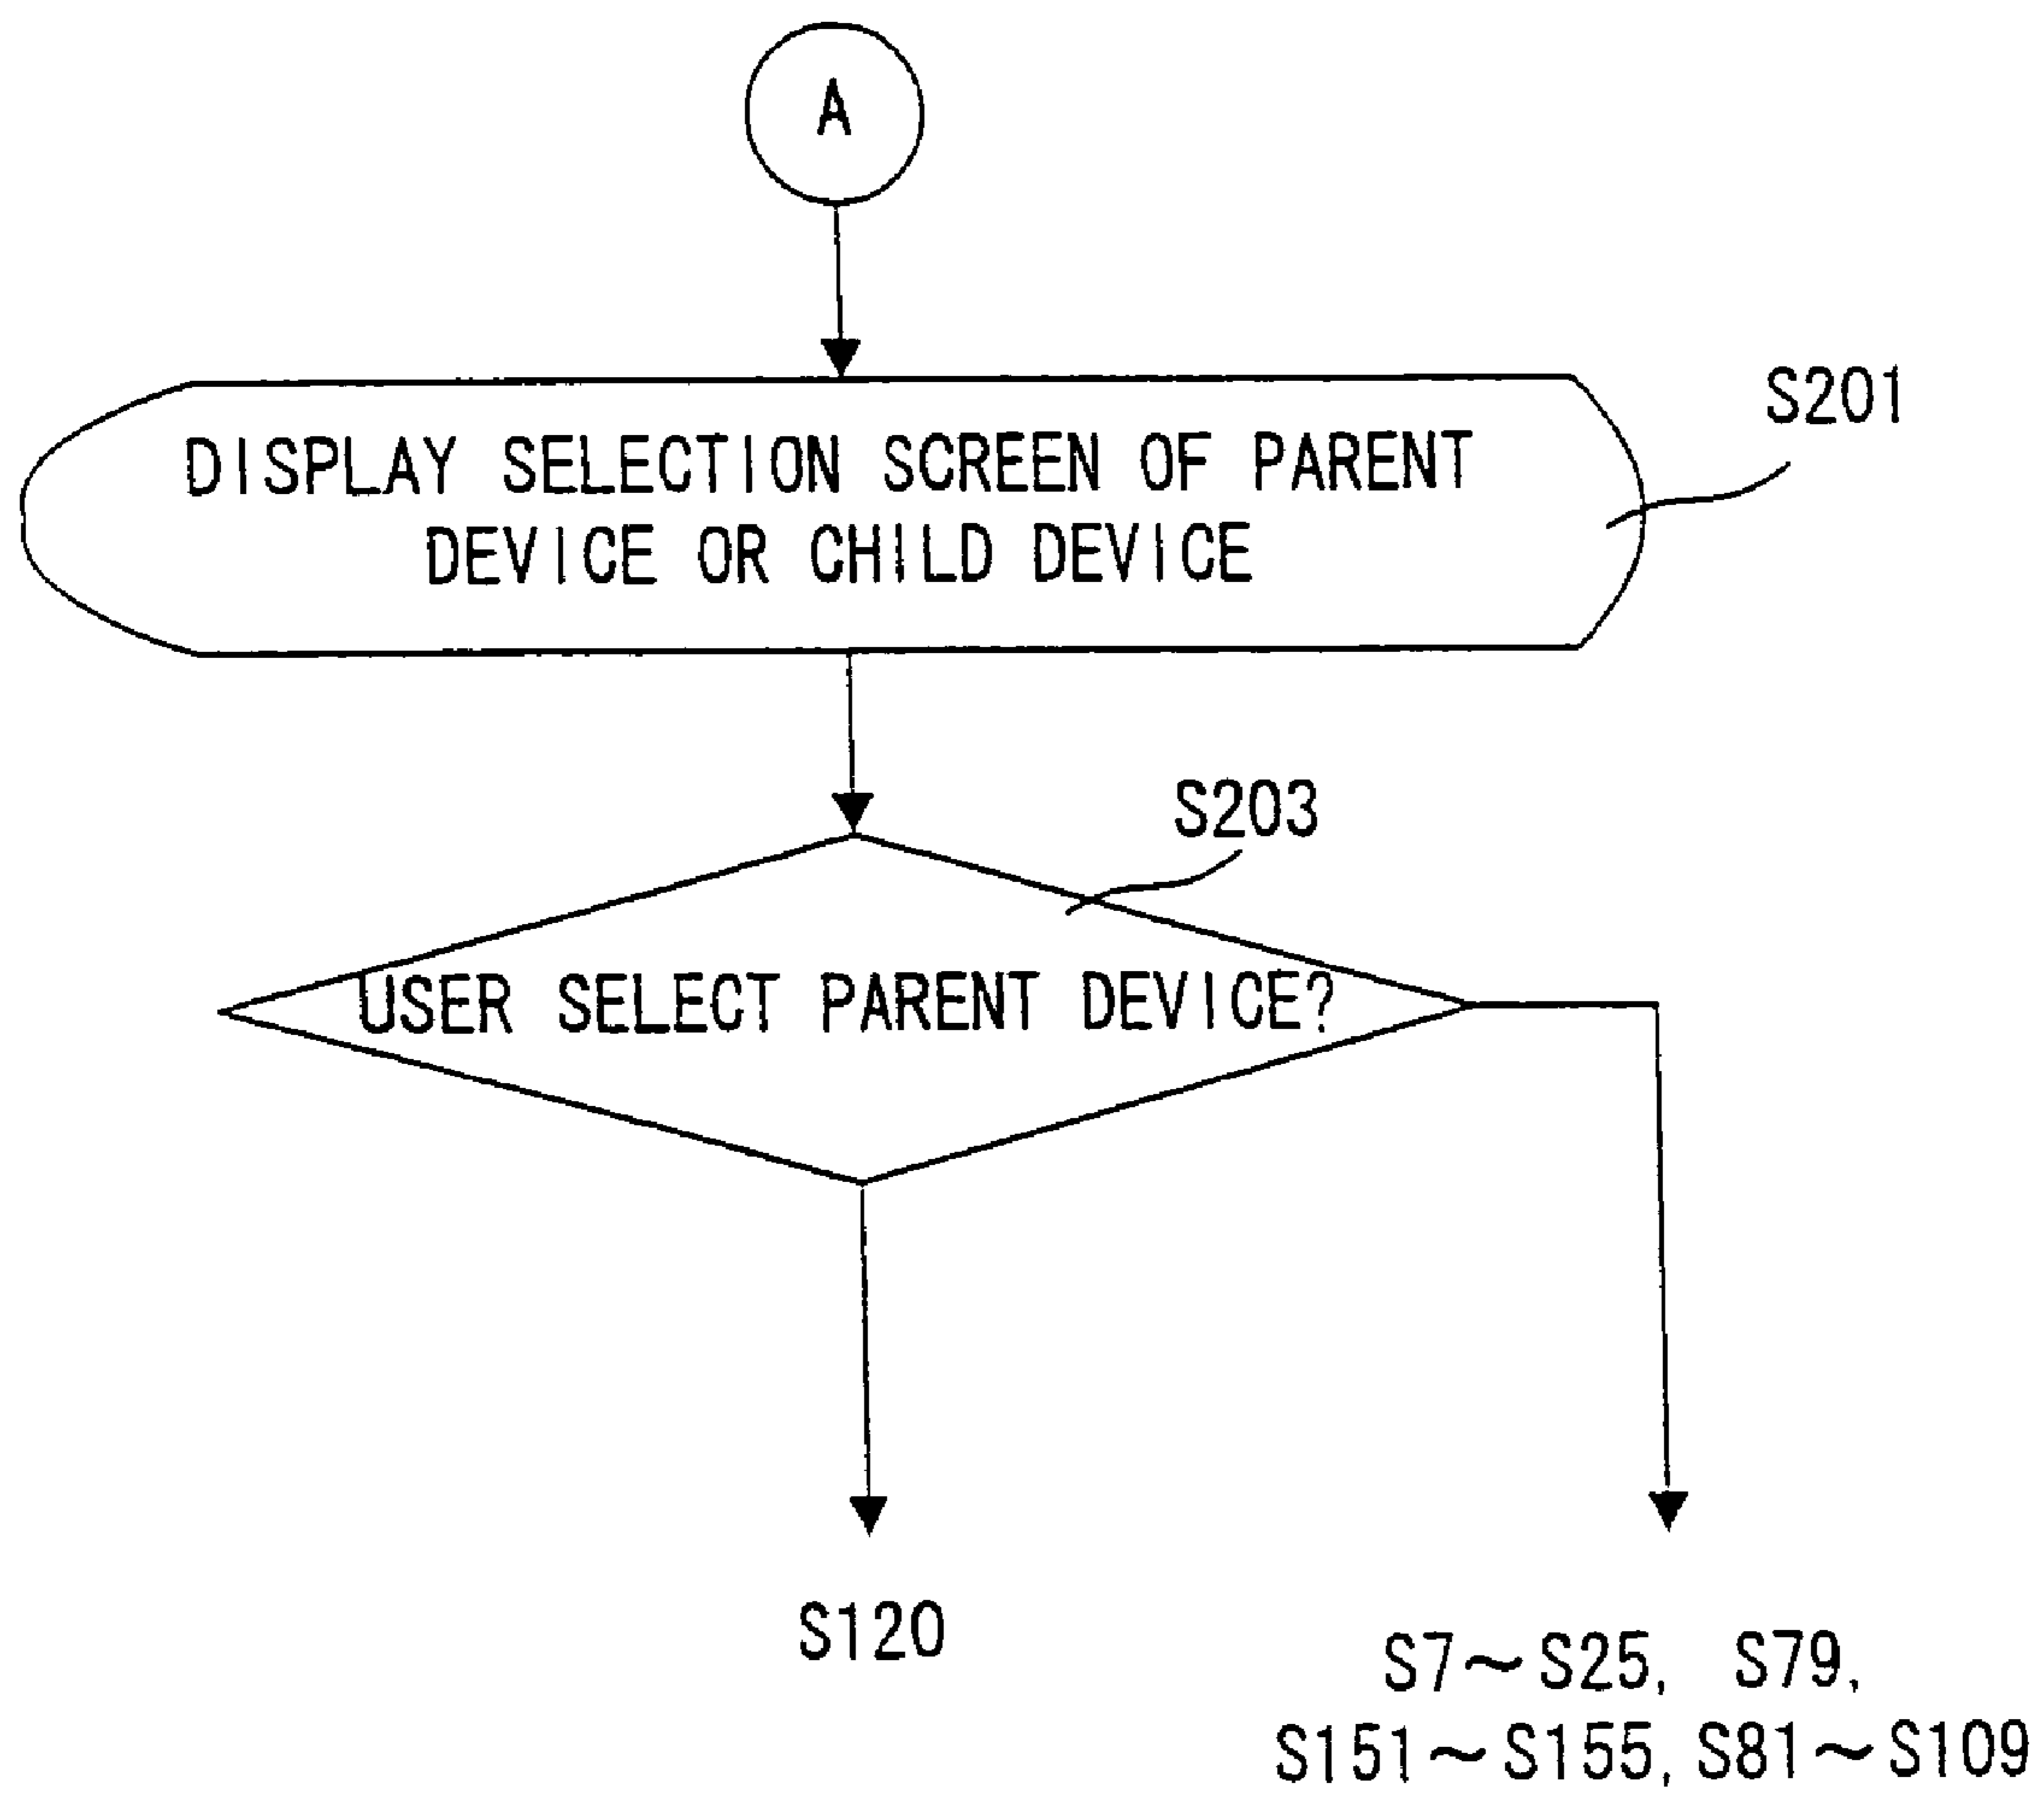 A
S201
DISPLAY SELECTION SCREEN OF PARENT
DEVICE OR CHILD DEVICE
S203
USER SELECT PARENT DEVICE?
S120
S7～S25, S79,
S151～S155, S81～S109